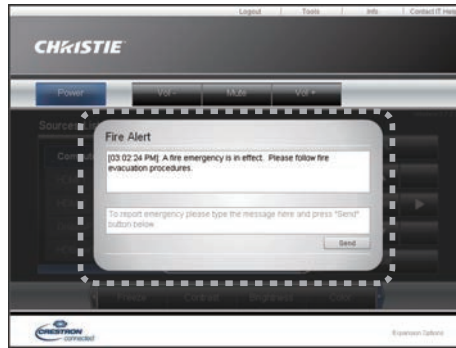 Logout | Tools | Info | Contact IT Help
CHRISTIE
Power
Vol -
Mute
Vol +
Sources List
Fire Alert
[03:02:24 PM]: A fire emergency is in effect. Please follow fire
evacuation procedures.
To report emergency please type the message here and press "Send"
button below
Send
Freeze
Contrast
Brightness
Color
CRESTRON
connected
Expansion Options